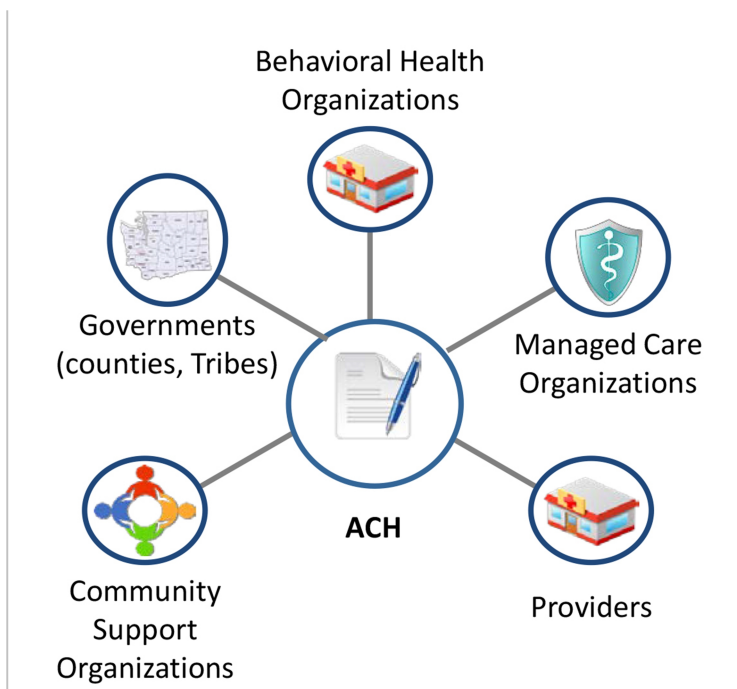 Behavioral Health
Organizations
Governments
(counties, Tribes)
Managed Care
Organizations
ACH
Community
Support
Organizations
Providers